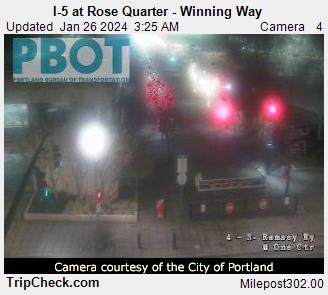 I-5 at Rose Quarter - Winning Way
Updated Jan 26 2024 3:25 AM Camera 4
PBOT
PORTLAND BUREAU OF TRANSPORTATION
4 - N. Ramsey Wy
@ One Ctr
Camera courtesy of the City of Portland
TripCheck.com Milepost302.00